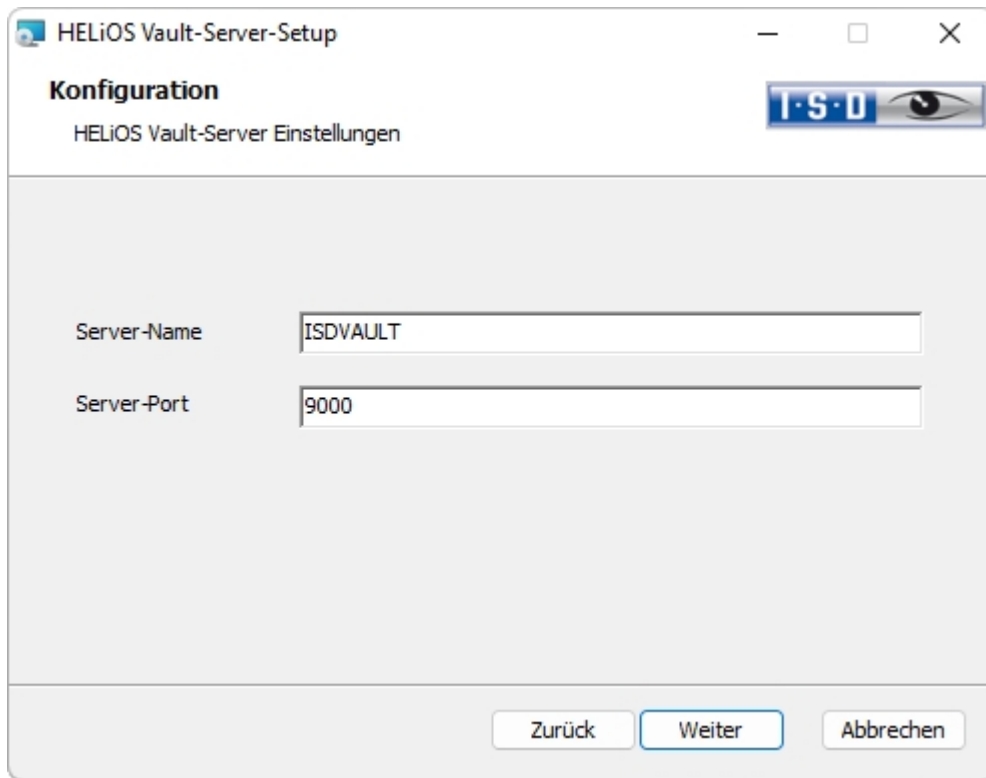 HELiOS Vault-Server-Setup
Konfiguration
I·S·D
HELiOS Vault-Server Einstellungen
Server-Name ISDVAULT
Server-Port 9000
Zurück Weiter Abbrechen